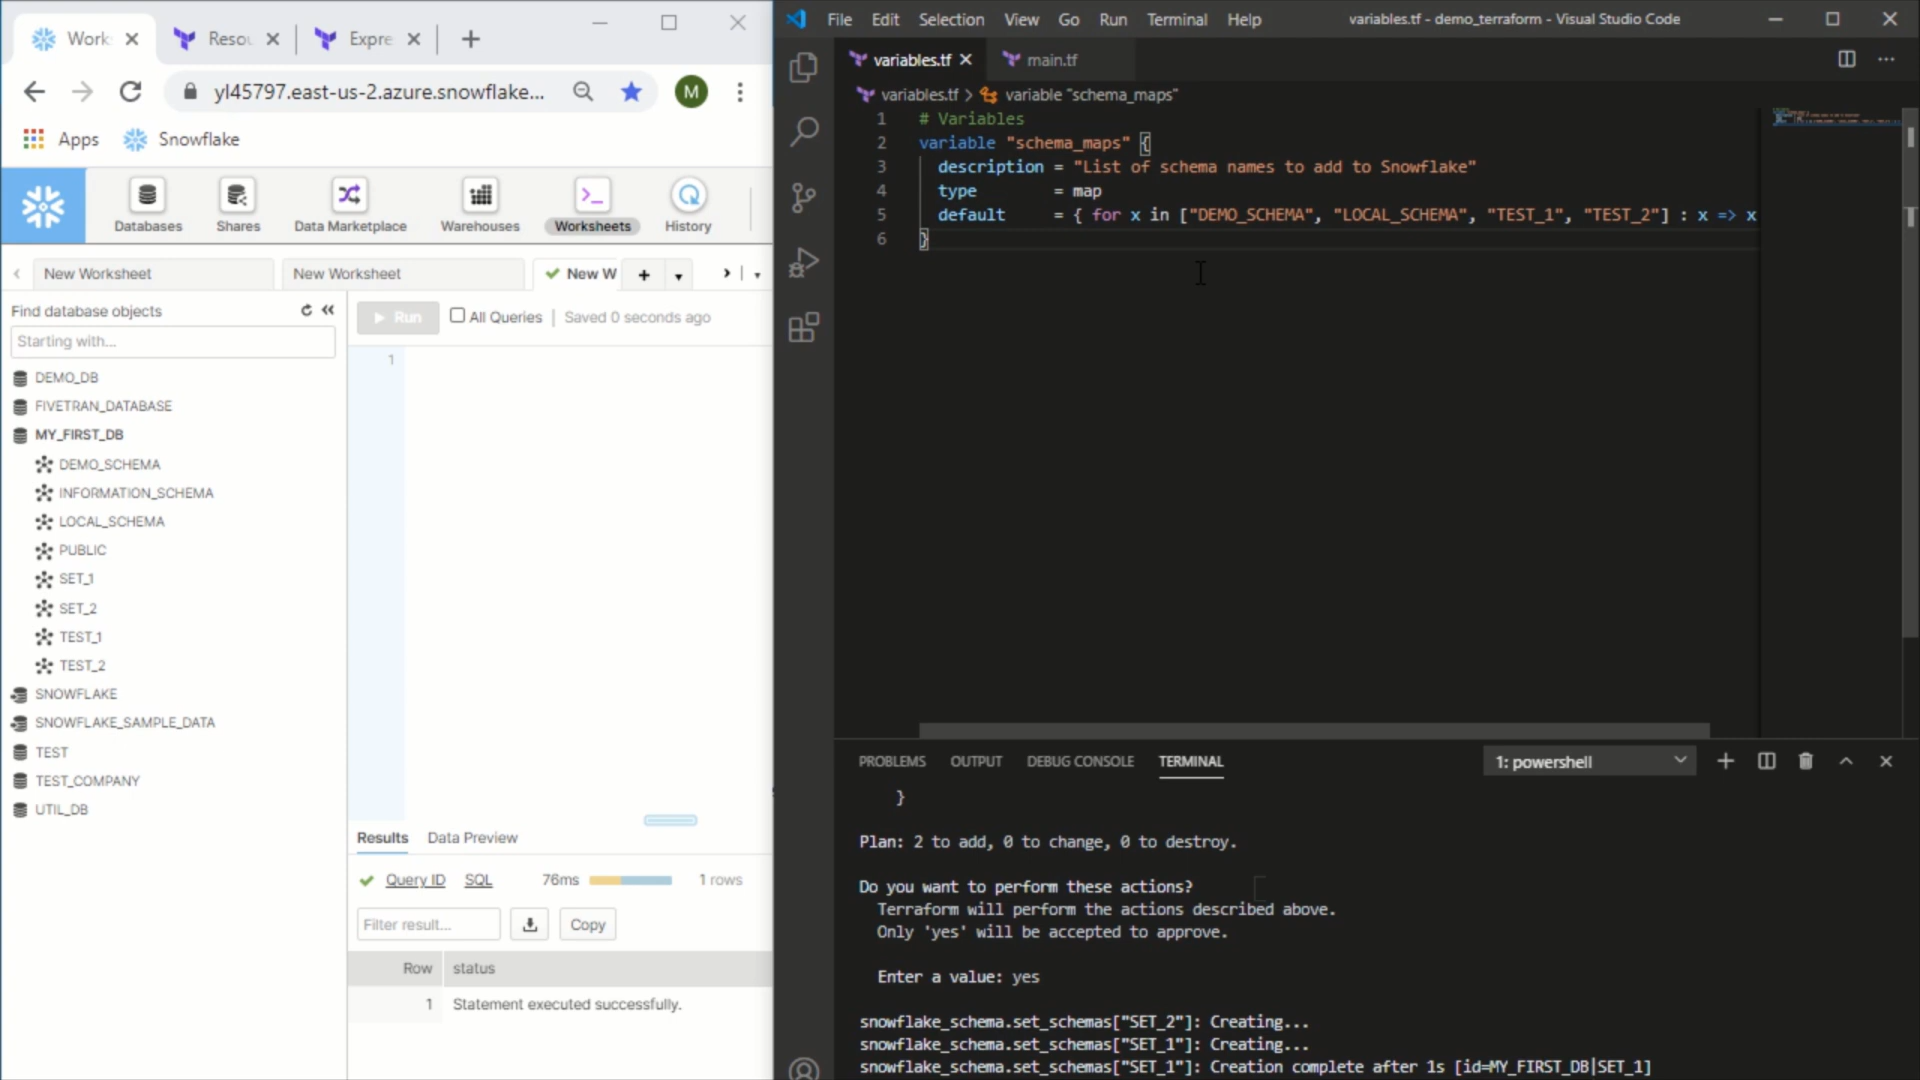 Work
Resou
Expre
yl45797.east-us-2.azure.snowflake...
M
Apps
Snowflake
Databases
Shares
Data Marketplace
Warehouses
Worksheets
History
New Worksheet
New Worksheet
New W
Find database objects
Starting with...
DEMO_DB
FIVETRAN_DATABASE
MY_FIRST_DB
DEMO_SCHEMA
INFORMATION_SCHEMA
LOCAL_SCHEMA
PUBLIC
SET_1
SET_2
TEST_1
TEST_2
SNOWFLAKE
SNOWFLAKE_SAMPLE_DATA
TEST
TEST_COMPANY
UTIL_DB
Run
All Queries
Saved 0 seconds ago
1
Results
Data Preview
Query ID
SQL
76ms
1 rows
Filter result...
Copy
Row
status
1
Statement executed successfully.
File Edit Selection View Go Run Terminal Help
variables.tf - demo_terraform - Visual Studio Code
variables.tf
main.tf
variables.tf > variable "schema_maps"
1 # Variables
2 variable "schema_maps" {
3 description = "List of schema names to add to Snowflake"
4 type = map
5 default = { for x in ["DEMO_SCHEMA", "LOCAL_SCHEMA", "TEST_1", "TEST_2"] : x => x
6 }
PROBLEMS
OUTPUT
DEBUG CONSOLE
TERMINAL
1: powershell
}
Plan: 2 to add, 0 to change, 0 to destroy.
Do you want to perform these actions?
Terraform will perform the actions described above.
Only 'yes' will be accepted to approve.
Enter a value: yes
snowflake_schema.set_schemas["SET_2"]: Creating...
snowflake_schema.set_schemas["SET_1"]: Creating...
snowflake_schema.set_schemas["SET_1"]: Creation complete after 1s [id=MY_FIRST_DB|SET_1]